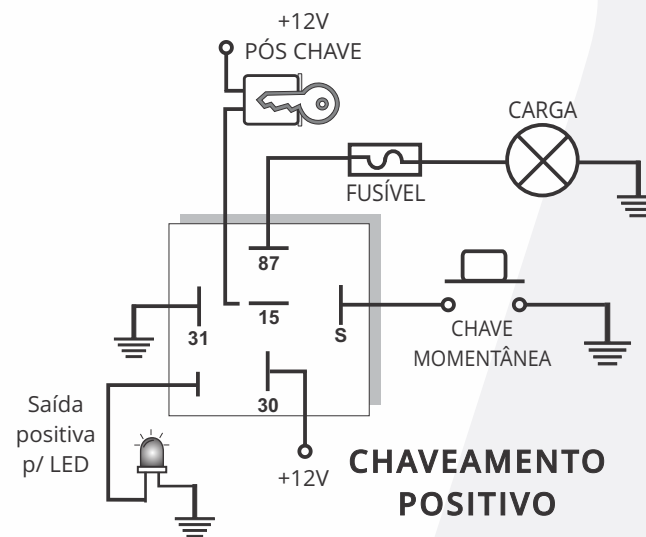 +12V
PÓS CHAVE
CARGA
FUSÍVEL
87
15
31
S
CHAVE
MOMENTÂNEA
30
Saída
positiva
p/ LED
+12V
CHAVEAMENTO
POSITIVO